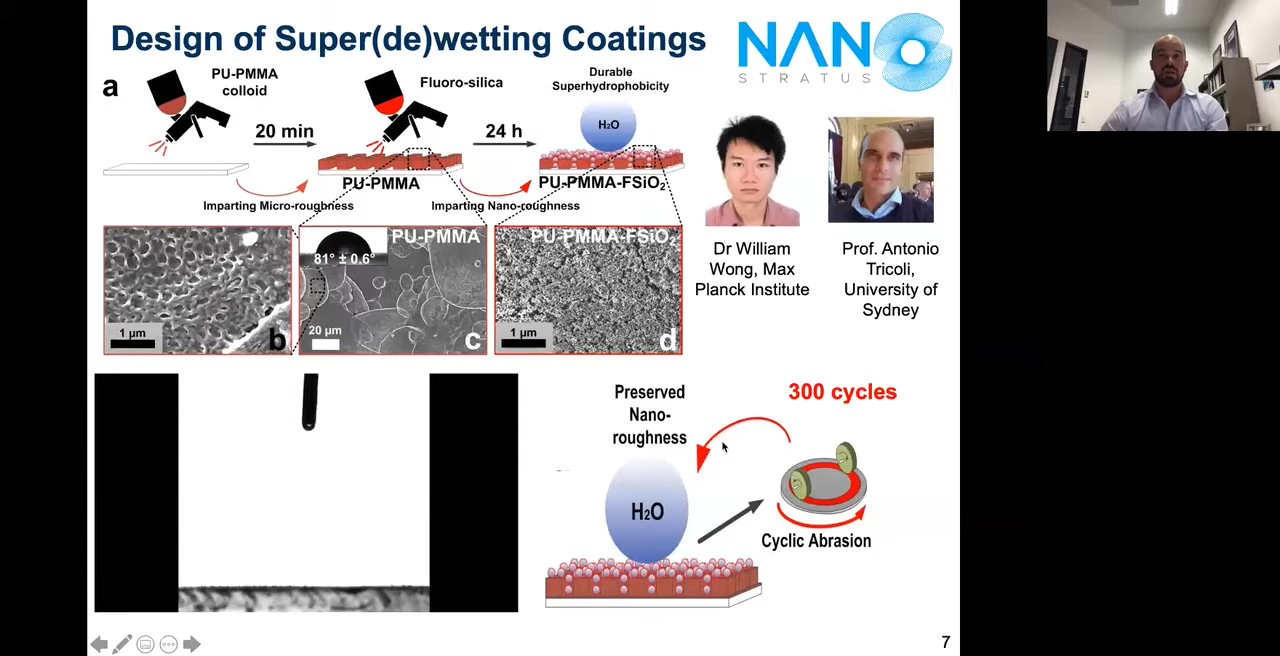 Design of Super(de)wetting Coatings
NANO
STRATUS
a
PU-PMMA
colloid
Fluoro-silica
Durable
Superhydrophobicity
20 min
24 h
H₂O
PU-PMMA
PU-PMMA-FSiO₂
Imparting Micro-roughness
Imparting Nano-roughness
1 µm
b
PU-PMMA
81° ± 0.6°
20 µm
c
PU-PMMA-FSiO₂
1 µm
d
Dr William
Wong, Max
Planck Institute
Prof. Antonio
Tricoli,
University of
Sydney
Preserved
Nano-
roughness
300 cycles
H₂O
Cyclic Abrasion
7